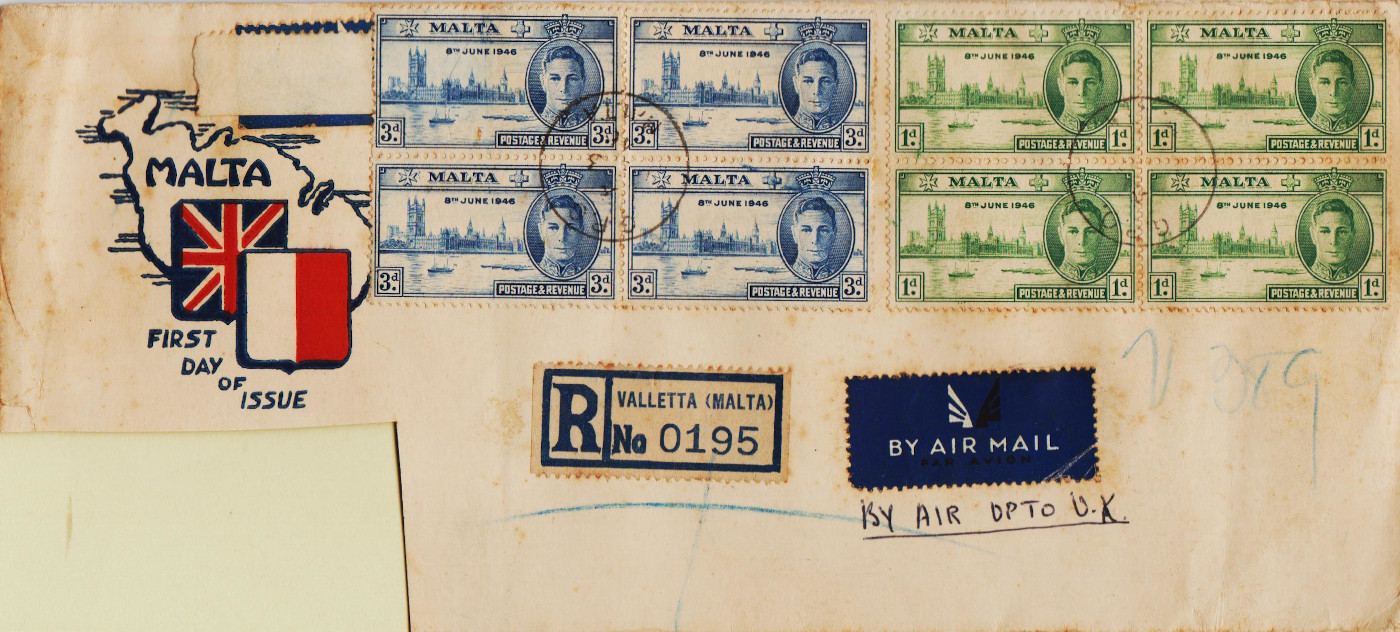 MALTA
8TH JUNE 1946
3d
POSTAGE & REVENUE
3d
MALTA
8TH JUNE 1946
3d
POSTAGE & REVENUE
3d
MALTA
8TH JUNE 1946
1d
POSTAGE & REVENUE
1d
MALTA
8TH JUNE 1946
1d
POSTAGE & REVENUE
1d
MALTA
8TH JUNE 1946
3d
POSTAGE & REVENUE
3d
MALTA
8TH JUNE 1946
3d
POSTAGE & REVENUE
3d
MALTA
8TH JUNE 1946
1d
POSTAGE & REVENUE
1d
MALTA
8TH JUNE 1946
1d
POSTAGE & REVENUE
1d
MALTA
FIRST
DAY
OF
ISSUE
R
VALLETTA (MALTA)
No 0195
BY AIR MAIL
PAR AVION
BY AIR OPTO U.K.